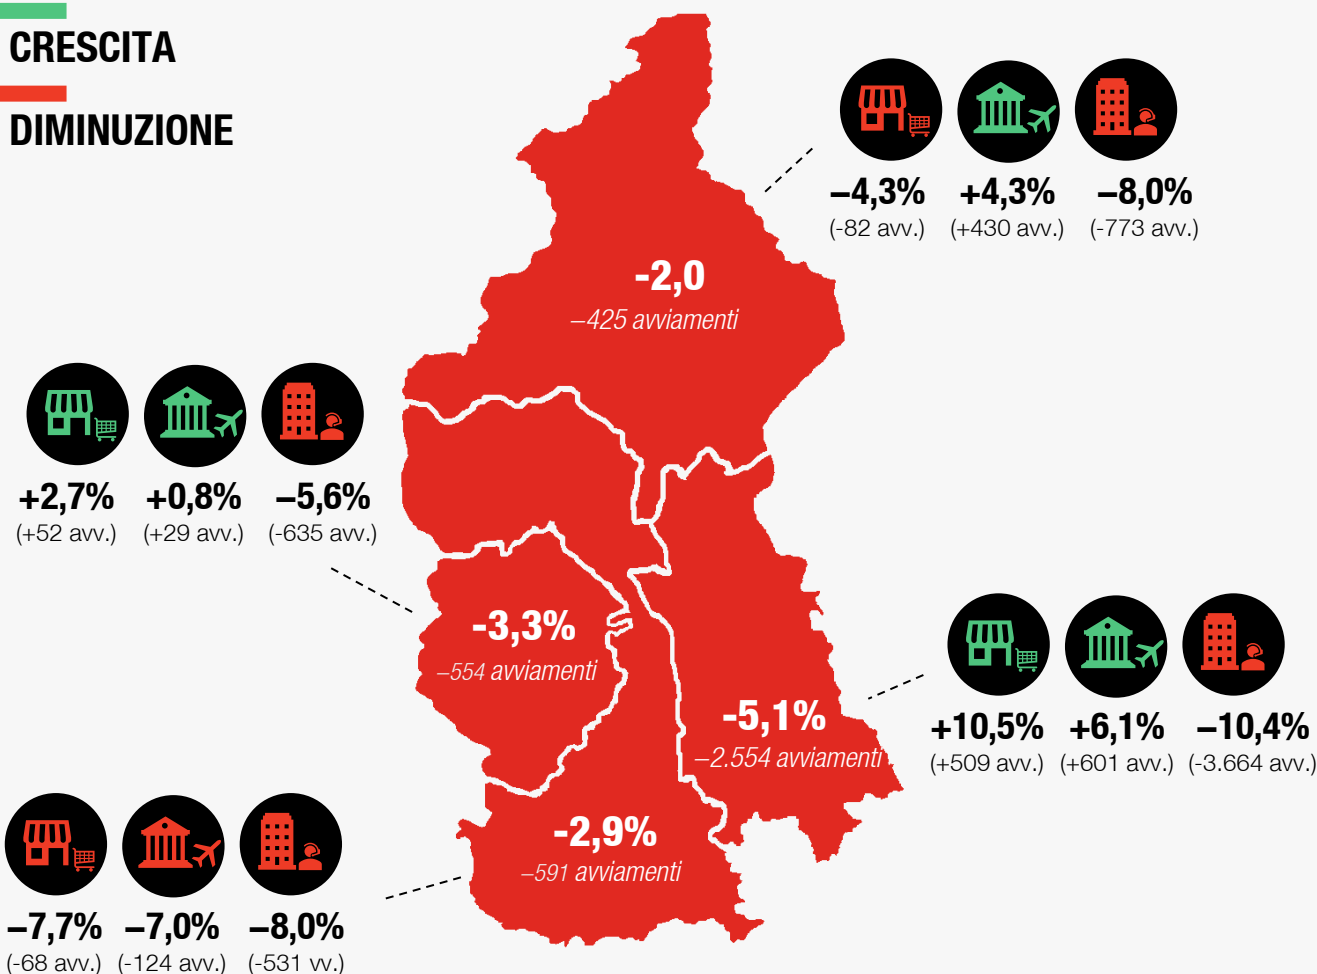 CRESCITA
DIMINUZIONE
–4,3% +4,3% –8,0%
(-82 avv.) (+430 avv.) (-773 avv.)
-2,0
–425 avviamenti
+2,7% +0,8% –5,6%
(+52 avv.) (+29 avv.) (-635 avv.)
-3,3%
–554 avviamenti
-5,1%
–2.554 avviamenti
+10,5% +6,1% –10,4%
(+509 avv.) (+601 avv.) (-3.664 avv.)
-2,9%
–591 avviamenti
–7,7% –7,0% –8,0%
(-68 avv.) (-124 avv.) (-531 vv.)